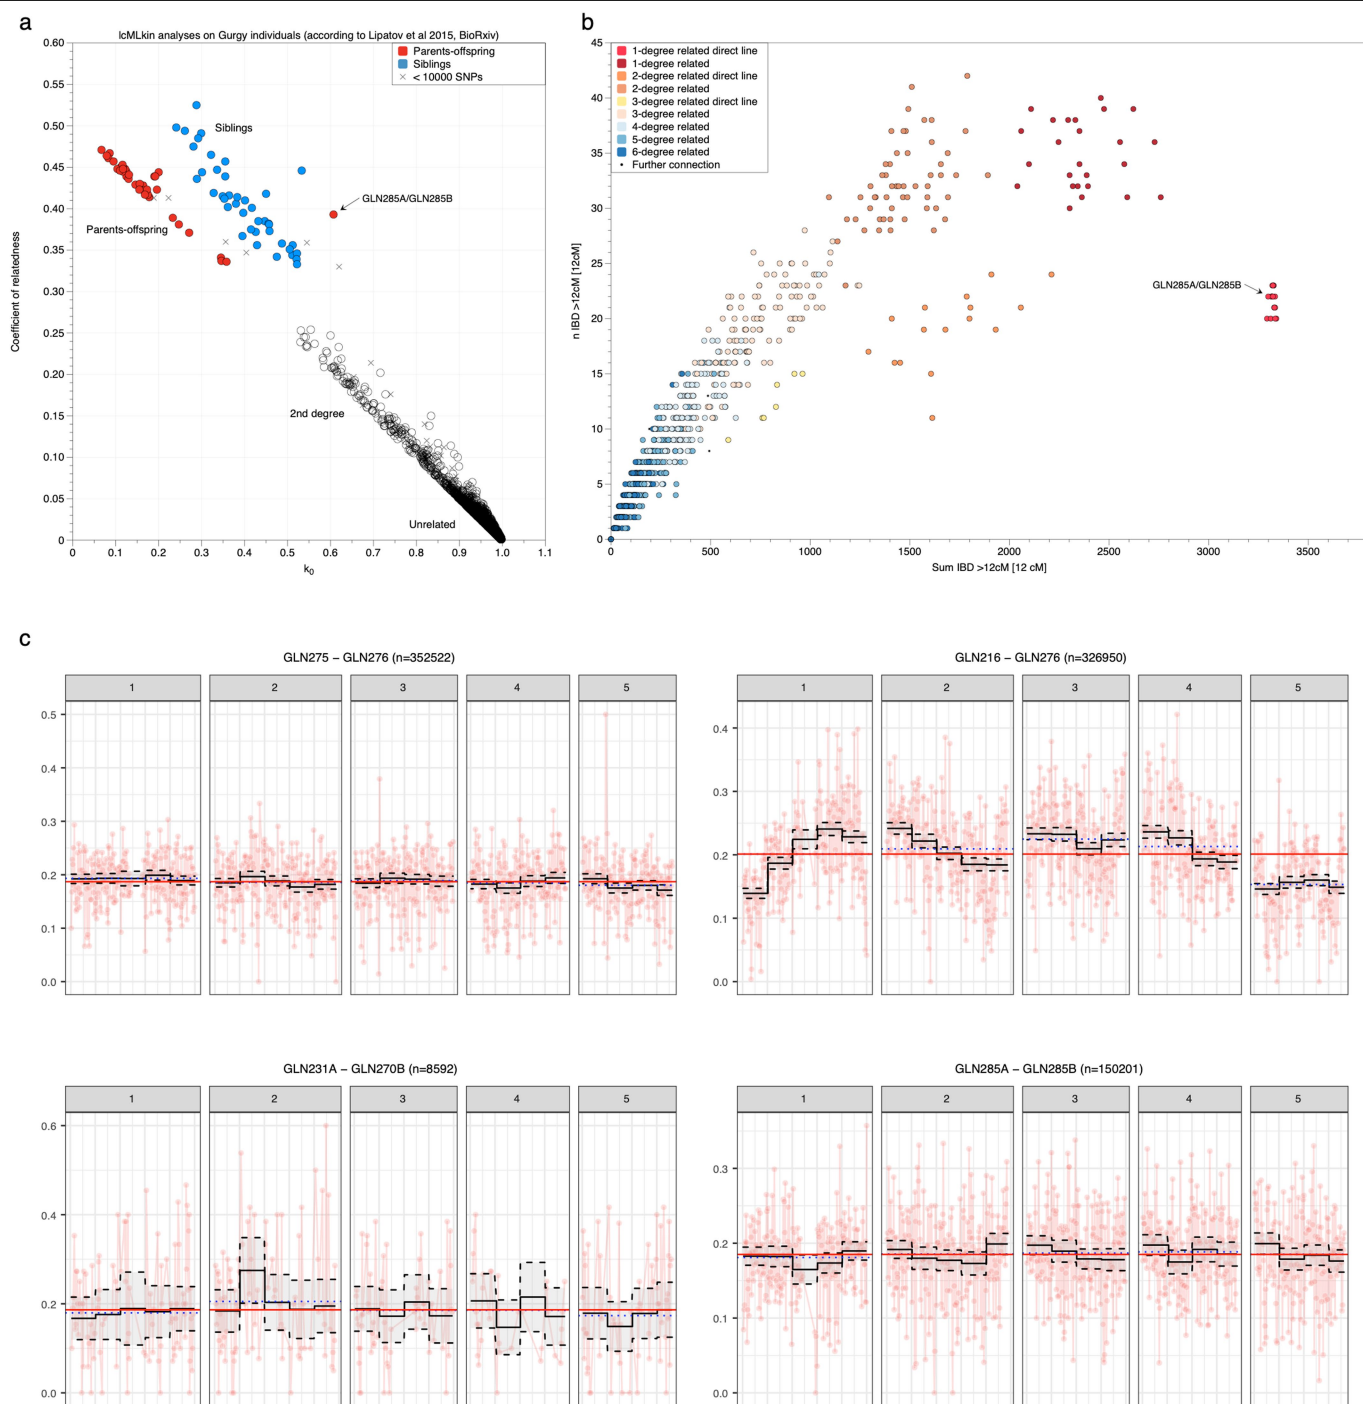 a
lcMLkin analyses on Gurgy individuals (according to Lipatov et al 2015, BioRxiv)
Parents-offspring
Siblings
< 10000 SNPs
Siblings
GLN285A/GLN285B
Parents-offspring
2nd degree
Unrelated
Coefficient of relatedness
0.60
0.55
0.50
0.45
0.40
0.35
0.30
0.25
0.20
0.15
0.10
0.05
0
0 0.1 0.2 0.3 0.4 0.5 0.6 0.7 0.8 0.9 1.0 1.1
k0
b
1-degree related direct line
1-degree related
2-degree related direct line
2-degree related
3-degree related direct line
3-degree related
4-degree related
5-degree related
6-degree related
Further connection
GLN285A/GLN285B
n IBD >12cM [12cM]
45
40
35
30
25
20
15
10
5
0
0 500 1000 1500 2000 2500 3000 3500
Sum IBD >12cM [12 cM]
c
GLN275 – GLN276 (n=352522)
1 2 3 4 5
0.5
0.4
0.3
0.2
0.1
0.0
GLN216 – GLN276 (n=326950)
1 2 3 4 5
0.4
0.3
0.2
0.1
0.0
GLN231A – GLN270B (n=8592)
1 2 3 4 5
0.6
0.4
0.2
0.0
GLN285A – GLN285B (n=150201)
1 2 3 4 5
0.3
0.2
0.1
0.0